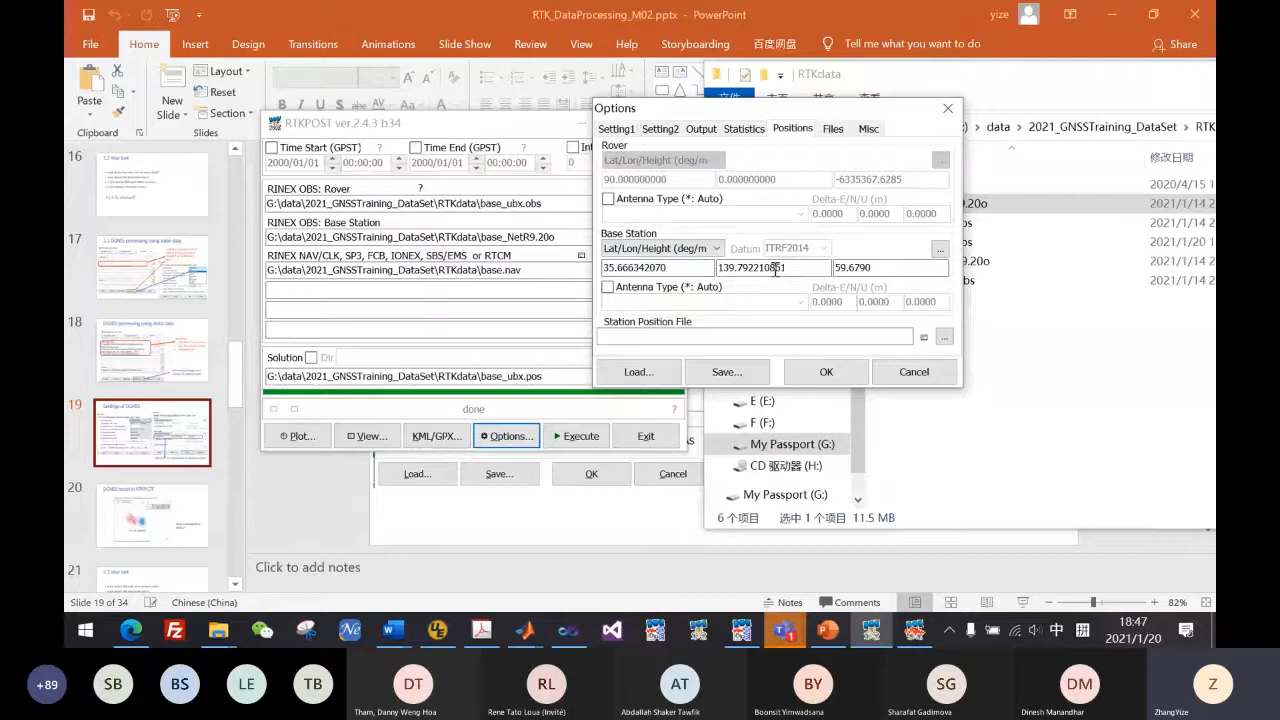 RTK_DataProcessing_M02.pptx - PowerPoint
yize
File
Home
Insert
Design
Transitions
Animations
Slide Show
Review
View
Help
Storyboarding
百度网盘
Tell me what you want to do
Share
Paste
New
Slide
Layout
Reset
Section
Clipboard
Slides
RTKdata
RTKPOST ver.2.4.3 b34
Time Start (GPST)
?
Time End (GPST)
2000/01/01
00:00:00
2000/01/01
00:00:00
RINEX OBS: Rover
?
G:\data\2021_GNSSTraining_DataSet\RTKdata\base_ubx.obs
RINEX OBS: Base Station
G:\data\2021_GNSSTraining_DataSet\RTKdata\base_NetR9.20o
RINEX NAV/CLK, SP3, FCB, IONEX, SBS/EMS or RTCM
G:\data\2021_GNSSTraining_DataSet\RTKdata\base.nav
Solution
Dir
G:\data\2021_GNSSTraining_DataSet\RTKdata\base_ubx.pos
done
?
Plot...
View...
KML/GPX...
Options...
Execute
Exit
Load...
Save...
OK
Cancel
Options
Setting1
Setting2
Output
Statistics
Positions
Files
Misc
Rover
Lat/Lon/Height (deg/m
90.000000000
0.000000000
Antenna Type (*: Auto)
Delta-E/N/U (m)
0.0000
0.0000
0.0000
Base Station
Lat/Lon/Height (deg/m
Datum
139.792210851
59.6790
Antenna Type (*: Auto)
Delta-E/N/U (m)
0.0000
0.0000
0.0000
Station Position File
Load...
Save...
OK
Cancel
data
2021_GNSSTraining_DataSet
修改日期
2020/4/15 1
2021/1/14 2
2021/1/14 2
2021/1/14 2
2021/1/14 2
E (E:)
F (F:)
My Passport (G:)
CD 驱动器 (H:)
My Passport (G:)
6 个项目
选中 1 个项目 11.5 MB
16
17
18
19
20
21
Click to add notes
Slide 19 of 34
Chinese (China)
Notes
Comments
82%
中
18:47
2021/1/20
+89
SB
BS
LE
TB
DT
Tham, Danny Weng Hoa
RL
Rene Tato Loua (Invité)
AT
Abdallah Shaker Tawfik
BY
Boonsit Yimwadsana
SG
Sharafat Gadimova
DM
Dinesh Manandhar
Z
ZhangYize